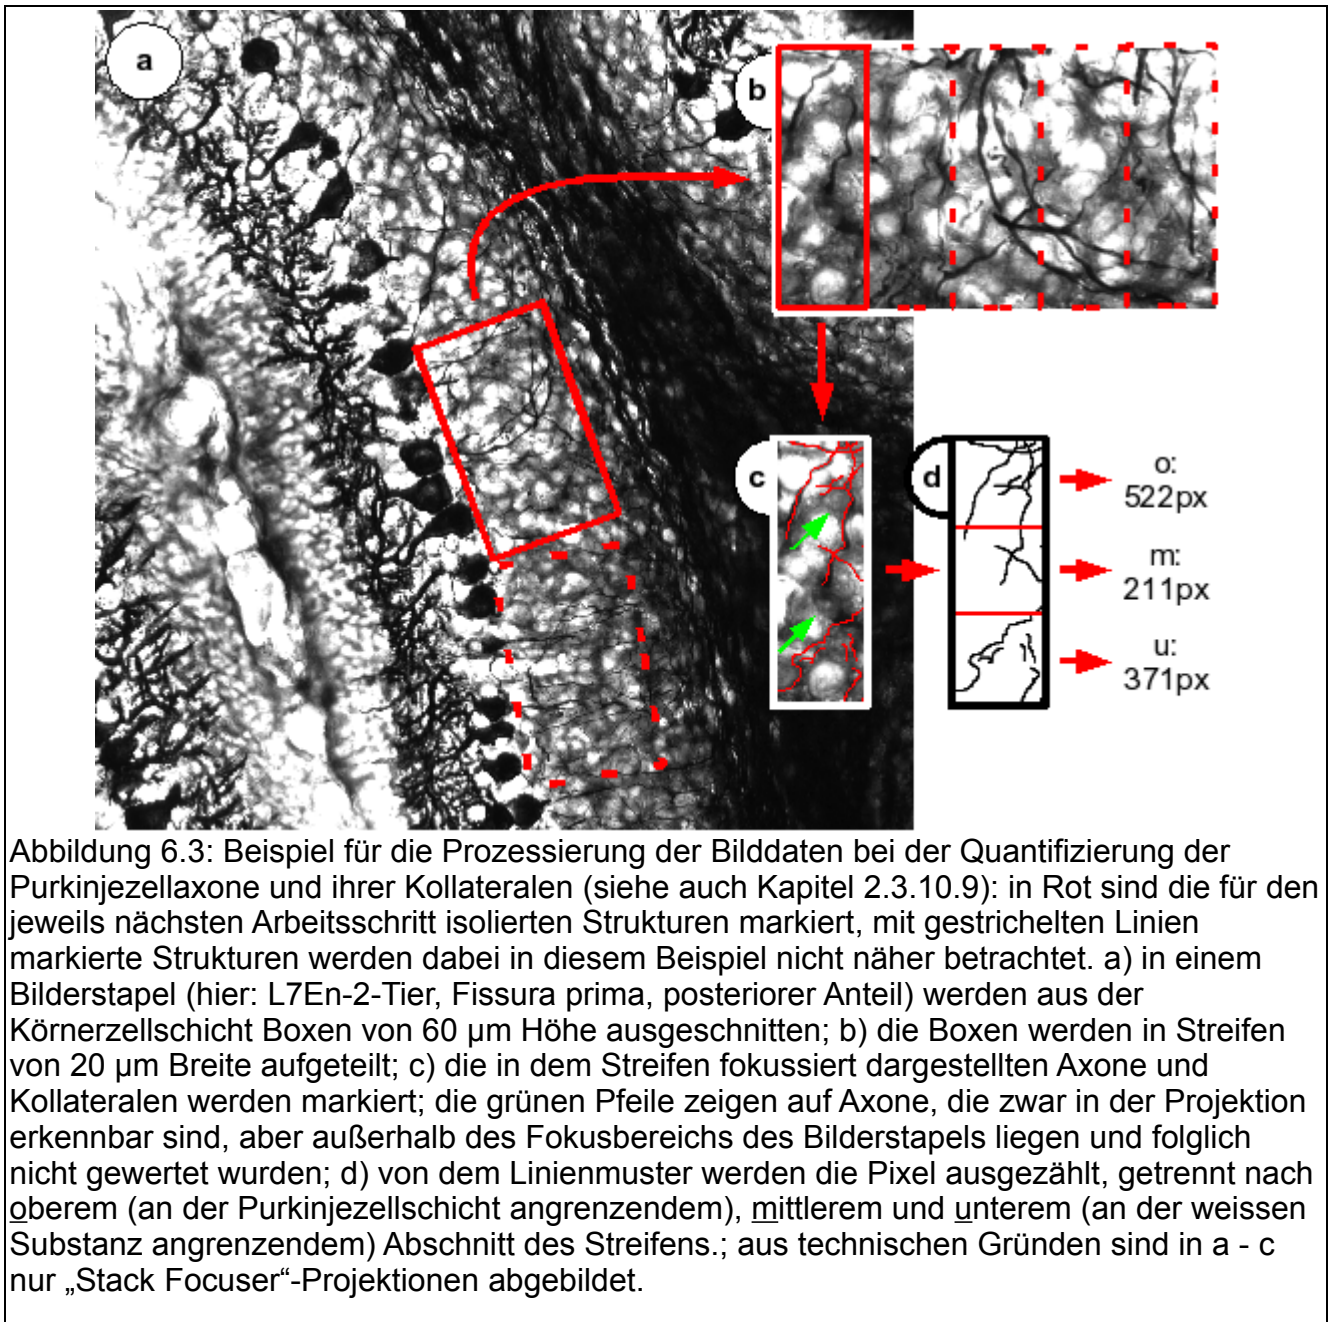 a
b
c
d
o:
522px
m:
211px
u:
371px
Abbildung 6.3: Beispiel für die Prozessierung der Bilddaten bei der Quantifizierung der
Purkinjezellaxone und ihrer Kollateralen (siehe auch Kapitel 2.3.10.9): in Rot sind die für den
jeweils nächsten Arbeitsschritt isolierten Strukturen markiert, mit gestrichelten Linien
markierte Strukturen werden dabei in diesem Beispiel nicht näher betrachtet. a) in einem
Bilderstapel (hier: L7En-2-Tier, Fissura prima, posteriorer Anteil) werden aus der
Körnerzellschicht Boxen von 60 µm Höhe ausgeschnitten; b) die Boxen werden in Streifen
von 20 µm Breite aufgeteilt; c) die in dem Streifen fokussiert dargestellten Axone und
Kollateralen werden markiert; die grünen Pfeile zeigen auf Axone, die zwar in der Projektion
erkennbar sind, aber außerhalb des Fokusbereichs des Bilderstapels liegen und folglich
nicht gewertet wurden; d) von dem Linienmuster werden die Pixel ausgezählt, getrennt nach
oberem (an der Purkinjezellschicht angrenzendem), mittlerem und unterem (an der weissen
Substanz angrenzendem) Abschnitt des Streifens.; aus technischen Gründen sind in a - c
nur „Stack Focuser“-Projektionen abgebildet.